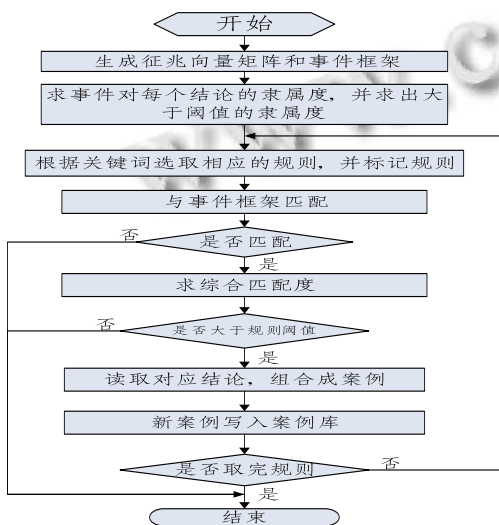 开始
生成征兆向量矩阵和事件框架
求事件对每个结论的隶属度，并求出大
于阈值的隶属度
根据关键词选取相应的规则，并标记规则
与事件框架匹配
否
是否匹配
是
求综合匹配度
否
是否大于规则阈值
是
读取对应结论，组合成案例
新案例写入案例库
是否取完规则
否
是
结束